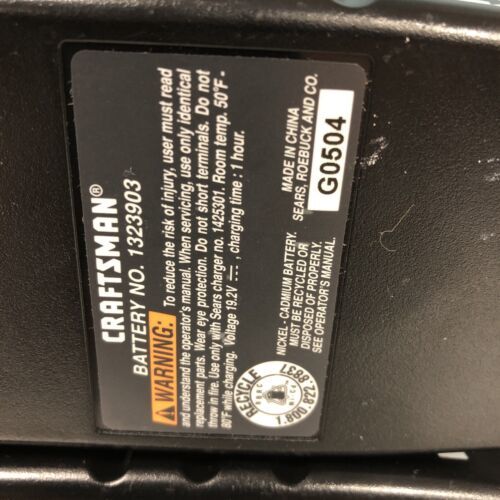 CRAFTSMAN®
BATTERY NO. 1323903
WARNING: To reduce the risk of injury, user must read
and understand the operator's manual. When servicing, use only identical
replacement parts. Wear eye protection. Do not short terminals. Do not
throw in fire. Use only with Sears charger no. 1425301. Room temp. 50°F-
80°F while charging. Voltage 19.2V ⎓, charging time : 1 hour.
NICKEL- CADMIUM BATTERY.
MUST BE RECYCLED OR
DISPOSED OF PROPERLY.
SEE OPERATOR'S MANUAL.
MADE IN CHINA
SEARS, ROEBUCK AND CO.
G0504
RECYCLE
RBRC
Ni-Cd
1.800.822.8837